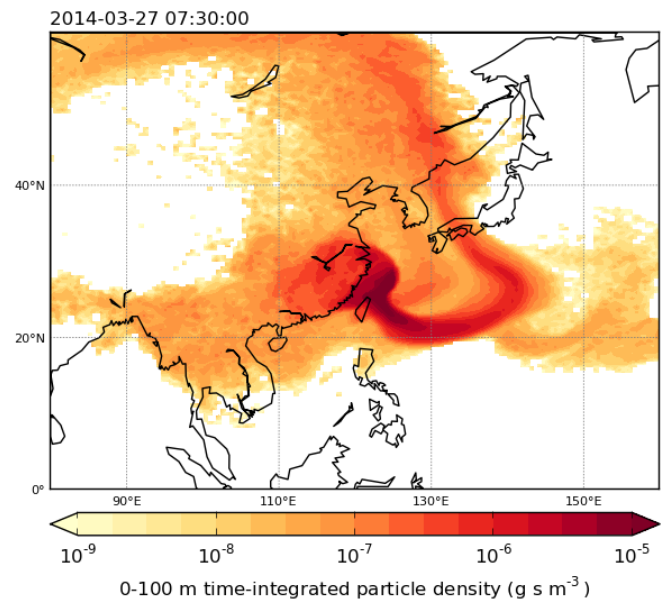 2014-03-27 07:30:00
40°N
20°N
0°
90°E 110°E 130°E 150°E
10⁻⁹ 10⁻⁸ 10⁻⁷ 10⁻⁶ 10⁻⁵
0-100 m time-integrated particle density (g s m⁻³)